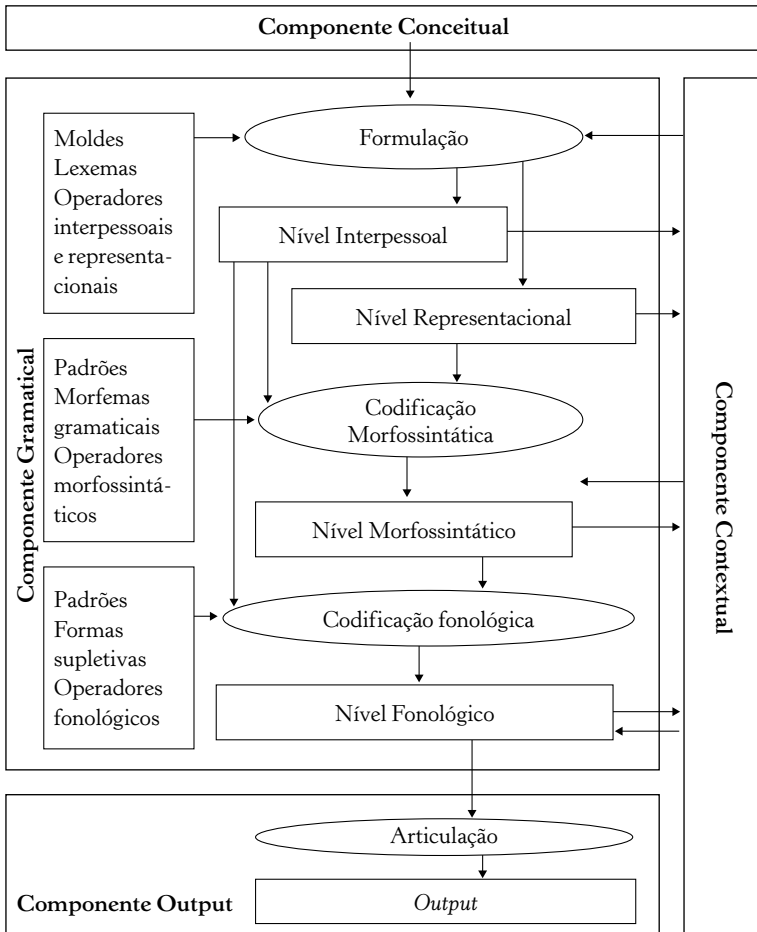 Componente Conceitual
Formulação
Moldes
Lexemas
Operadores
interpessoais
e representa-
cionais
Nível Interpessoal
Nível Representacional
Componente Gramatical
Padrões
Morfemas
gramaticais
Operadores
morfossintá-
ticos
Codificação
Morfossintática
Nível Morfossintático
Componente Contextual
Padrões
Formas
supletivas
Operadores
fonológicos
Codificação fonológica
Nível Fonológico
Articulação
Componente Output
Output